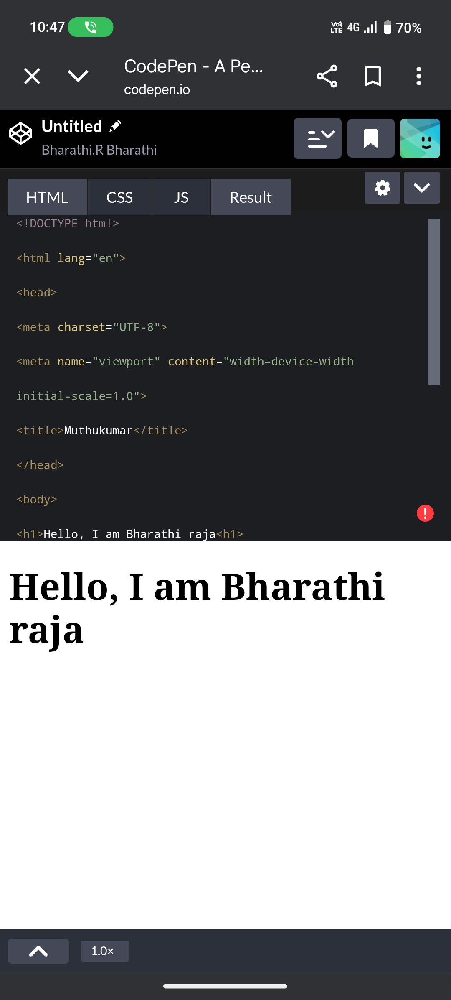 10:47 Vo)) LTE 4G 70%
CodePen - A Pe...
codepen.io
Untitled
Bharathi.R Bharathi
HTML CSS JS Result
<!DOCTYPE html>
<html lang="en">
<head>
<meta charset="UTF-8">
<meta name="viewport" content="width=device-width
initial-scale=1.0">
<title>Muthukumar</title>
</head>
<body>
<h1>Hello, I am Bharathi raja<h1>
Hello, I am Bharathi
raja
1.0×